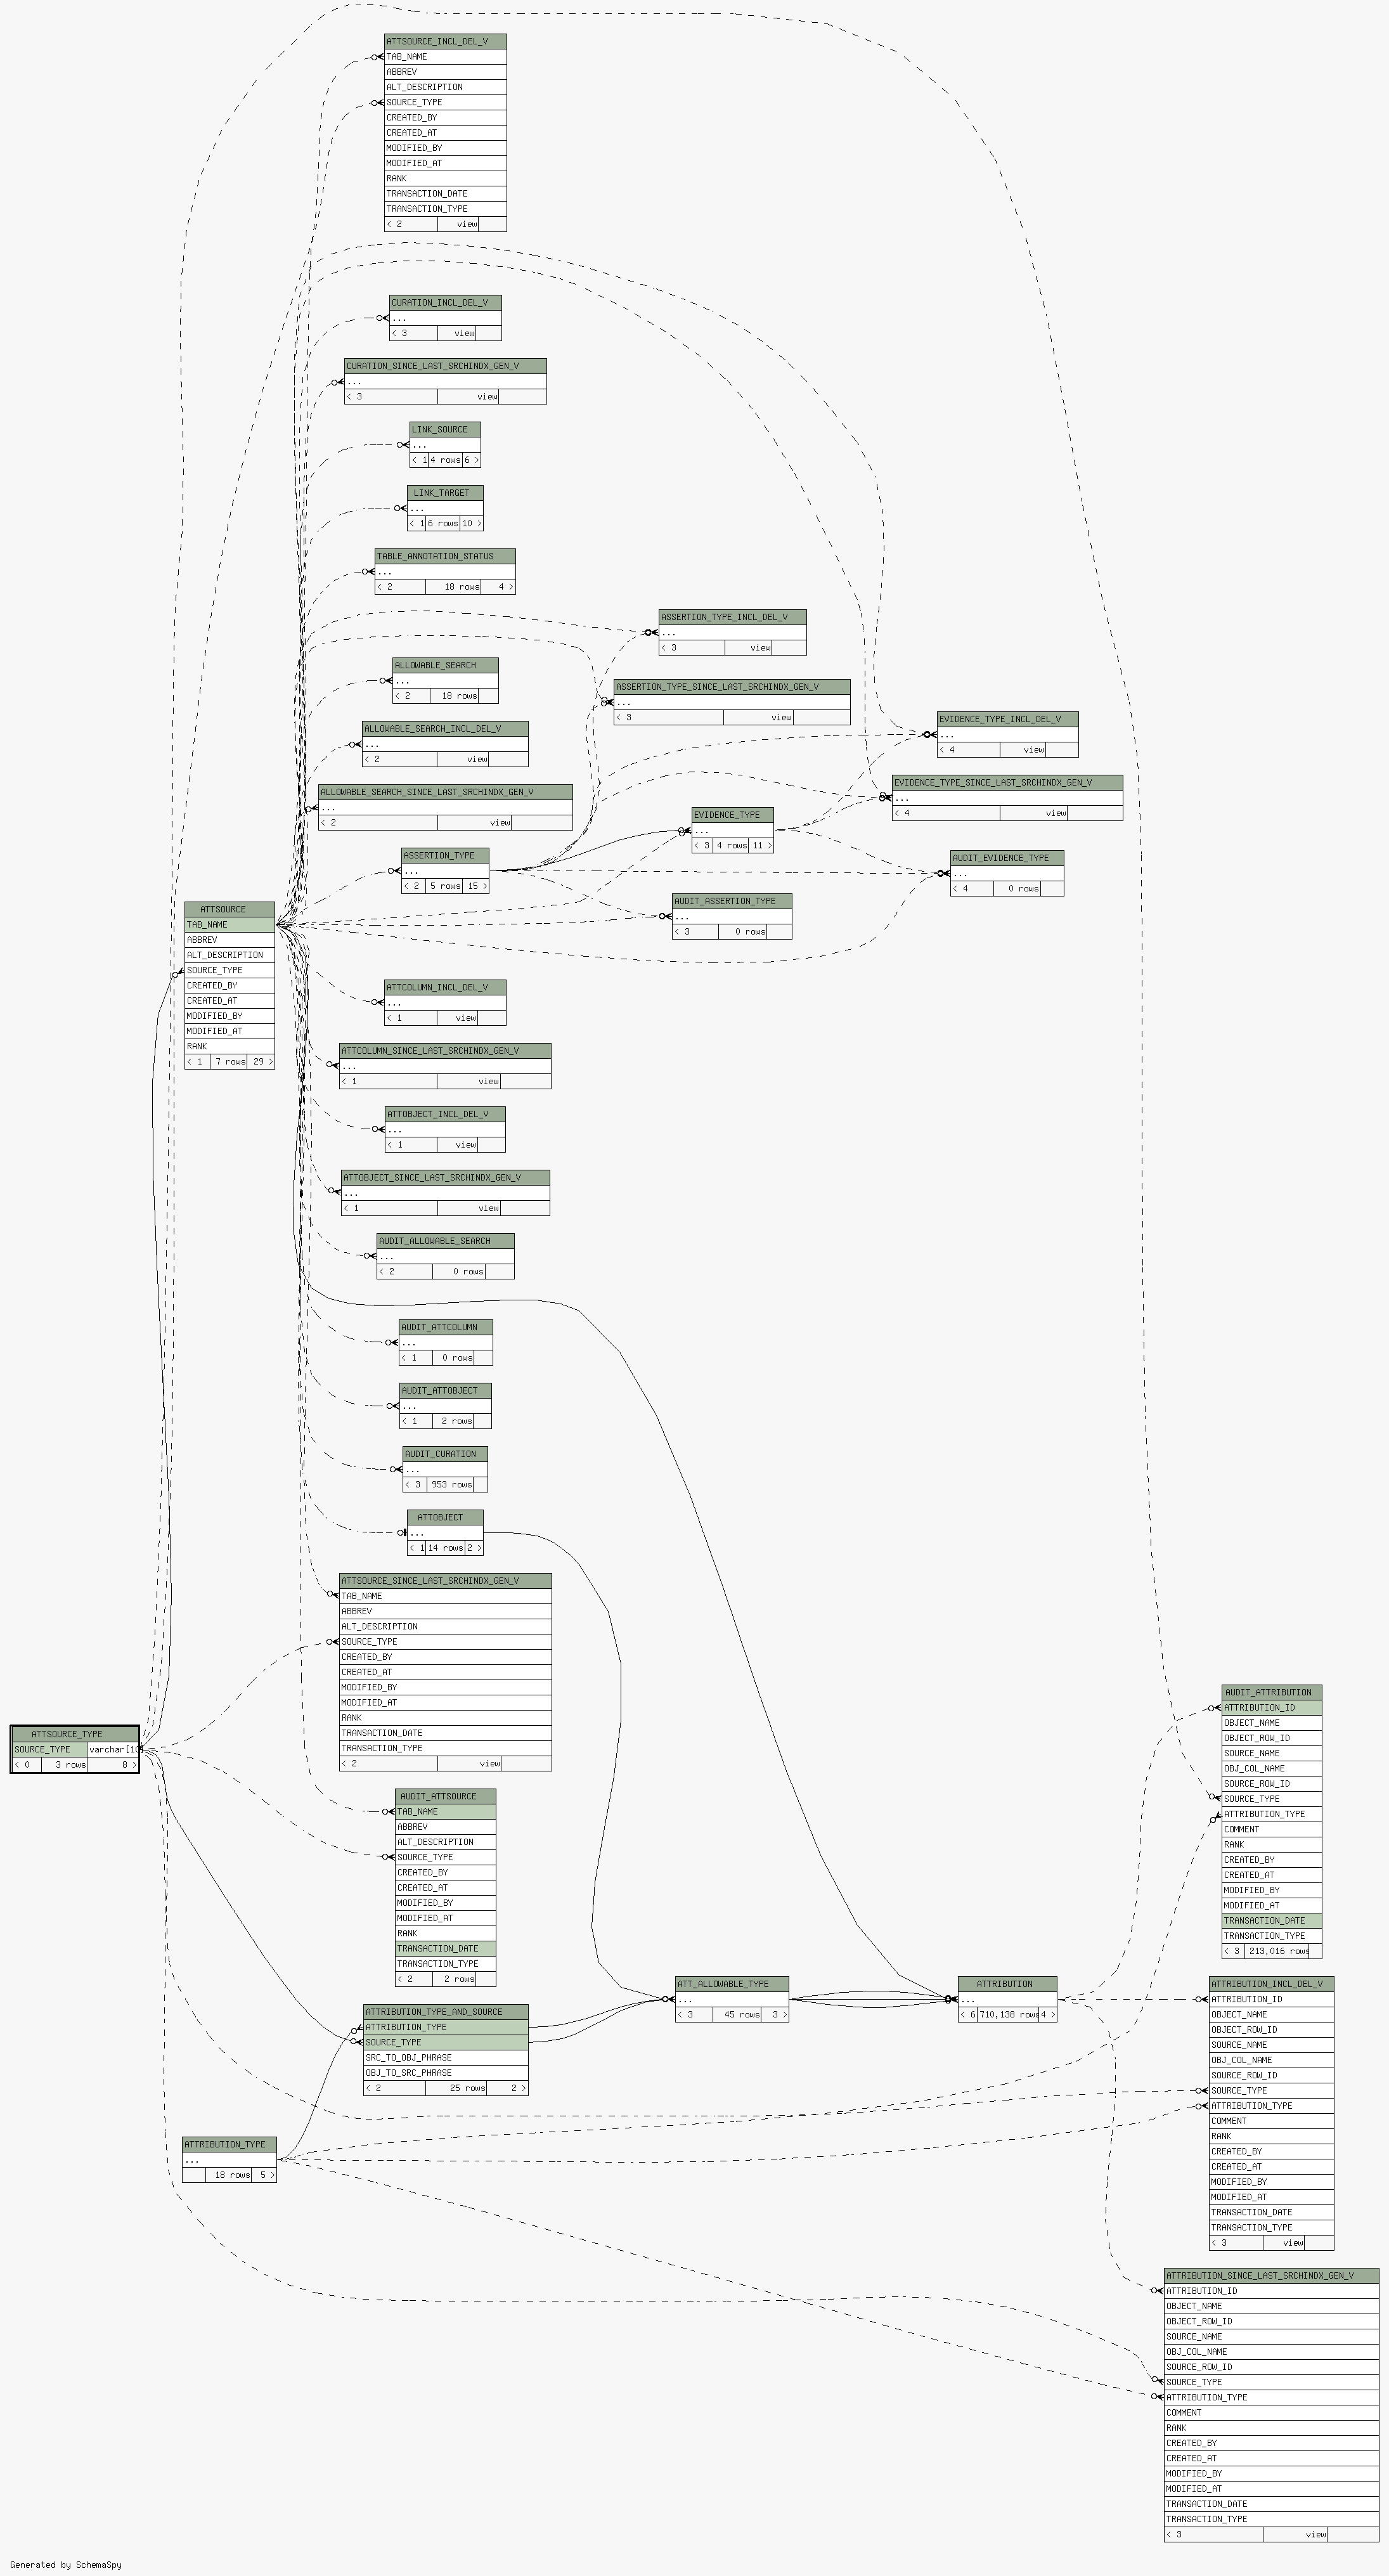 ATTSOURCE_INCL_DEL_V
TAB_NAME
ABBREV
ALT_DESCRIPTION
SOURCE_TYPE
CREATED_BY
CREATED_AT
MODIFIED_BY
MODIFIED_AT
RANK
TRANSACTION_DATE
TRANSACTION_TYPE
< 2 view
CURATION_INCL_DEL_V
...
< 3 view
CURATION_SINCE_LAST_SRCHINDX_GEN_V
...
< 3 view
LINK_SOURCE
...
< 1 4 rows 6 >
LINK_TARGET
...
< 1 6 rows 10 >
TABLE_ANNOTATION_STATUS
...
< 2 18 rows 4 >
ASSERTION_TYPE_INCL_DEL_V
...
< 3 view
ALLOWABLE_SEARCH
...
< 2 18 rows
ASSERTION_TYPE_SINCE_LAST_SRCHINDX_GEN_V
...
< 3 view
EVIDENCE_TYPE_INCL_DEL_V
...
< 4 view
ALLOWABLE_SEARCH_INCL_DEL_V
...
< 2 view
EVIDENCE_TYPE_SINCE_LAST_SRCHINDX_GEN_V
...
< 4 view
ALLOWABLE_SEARCH_SINCE_LAST_SRCHINDX_GEN_V
...
< 2 view
EVIDENCE_TYPE
...
< 3 4 rows 11 >
ASSERTION_TYPE
...
< 2 5 rows 15 >
AUDIT_EVIDENCE_TYPE
...
< 4 0 rows
AUDIT_ASSERTION_TYPE
...
< 3 0 rows
ATTSOURCE
TAB_NAME
ABBREV
ALT_DESCRIPTION
SOURCE_TYPE
CREATED_BY
CREATED_AT
MODIFIED_BY
MODIFIED_AT
RANK
< 1 7 rows 29 >
ATTCOLUMN_INCL_DEL_V
...
< 1 view
ATTCOLUMN_SINCE_LAST_SRCHINDX_GEN_V
...
< 1 view
ATTOBJECT_INCL_DEL_V
...
< 1 view
ATTOBJECT_SINCE_LAST_SRCHINDX_GEN_V
...
< 1 view
AUDIT_ALLOWABLE_SEARCH
...
< 2 0 rows
AUDIT_ATTCOLUMN
...
< 1 0 rows
AUDIT_ATTOBJECT
...
< 1 2 rows
AUDIT_CURATION
...
< 3 953 rows
ATTOBJECT
...
< 1 14 rows 2 >
ATTSOURCE_SINCE_LAST_SRCHINDX_GEN_V
TAB_NAME
ABBREV
ALT_DESCRIPTION
SOURCE_TYPE
CREATED_BY
CREATED_AT
MODIFIED_BY
MODIFIED_AT
RANK
TRANSACTION_DATE
TRANSACTION_TYPE
< 2 view
ATTSOURCE_TYPE
SOURCE_TYPE varchar[10]
< 0 3 rows 8 >
AUDIT_ATTSOURCE
TAB_NAME
ABBREV
ALT_DESCRIPTION
SOURCE_TYPE
CREATED_BY
CREATED_AT
MODIFIED_BY
MODIFIED_AT
RANK
TRANSACTION_DATE
TRANSACTION_TYPE
< 2 2 rows
AUDIT_ATTRIBUTION
ATTRIBUTION_ID
OBJECT_NAME
OBJECT_ROW_ID
SOURCE_NAME
OBJ_COL_NAME
SOURCE_ROW_ID
SOURCE_TYPE
ATTRIBUTION_TYPE
COMMENT
RANK
CREATED_BY
CREATED_AT
MODIFIED_BY
MODIFIED_AT
TRANSACTION_DATE
TRANSACTION_TYPE
< 3 213,016 rows
ATT_ALLOWABLE_TYPE
...
< 3 45 rows 3 >
ATTRIBUTION
...
< 6 710,138 rows 4 >
ATTRIBUTION_TYPE_AND_SOURCE
ATTRIBUTION_TYPE
SOURCE_TYPE
SRC_TO_OBJ_PHRASE
OBJ_TO_SRC_PHRASE
< 2 25 rows 2 >
ATTRIBUTION_INCL_DEL_V
ATTRIBUTION_ID
OBJECT_NAME
OBJECT_ROW_ID
SOURCE_NAME
OBJ_COL_NAME
SOURCE_ROW_ID
SOURCE_TYPE
ATTRIBUTION_TYPE
COMMENT
RANK
CREATED_BY
CREATED_AT
MODIFIED_BY
MODIFIED_AT
TRANSACTION_DATE
TRANSACTION_TYPE
< 3 view
ATTRIBUTION_TYPE
...
18 rows 5 >
ATTRIBUTION_SINCE_LAST_SRCHINDX_GEN_V
ATTRIBUTION_ID
OBJECT_NAME
OBJECT_ROW_ID
SOURCE_NAME
OBJ_COL_NAME
SOURCE_ROW_ID
SOURCE_TYPE
ATTRIBUTION_TYPE
COMMENT
RANK
CREATED_BY
CREATED_AT
MODIFIED_BY
MODIFIED_AT
TRANSACTION_DATE
TRANSACTION_TYPE
< 3 view
Generated by SchemaSpy